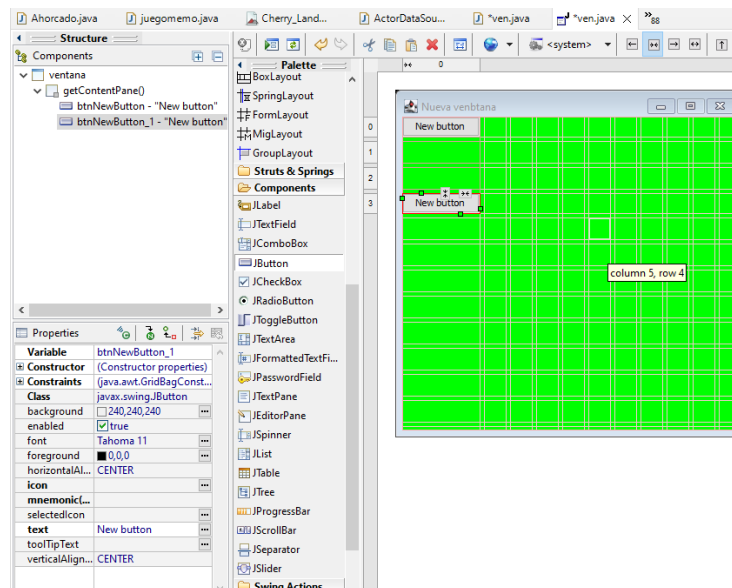 Ahorcado.java
juegomemo.java
Cherry_Land...
ActorDataSou...
*ven.java
*ven.java
»88
Structure
Components
ventana
getContentPane()
btnNewButton - "New button"
btnNewButton_1 - "New button"
Properties
Variable btnNewButton_1
Constructor (Constructor properties)
Constraints (java.awt.GridBagConst...
Class javax.swing.JButton
background 240,240,240 ...
enabled true
font Tahoma 11 ...
foreground 0,0,0 ...
horizontalAl... CENTER
icon ...
mnemonic(...
selectedIcon ...
text New button ...
toolTipText ...
verticalAlign... CENTER
<system>
Palette
BoxLayout
SpringLayout
FormLayout
MigLayout
GroupLayout
Struts & Springs
Components
JLabel
JTextField
JComboBox
JButton
JCheckBox
JRadioButton
JToggleButton
JTextArea
JFormattedTextFi...
JPasswordField
JTextPane
JEditorPane
JSpinner
JList
JTable
JTree
JProgressBar
JScrollBar
JSeparator
JSlider
Swing Actions
0
0
1
2
3
Nueva venbtana
New button
New button
column 5, row 4